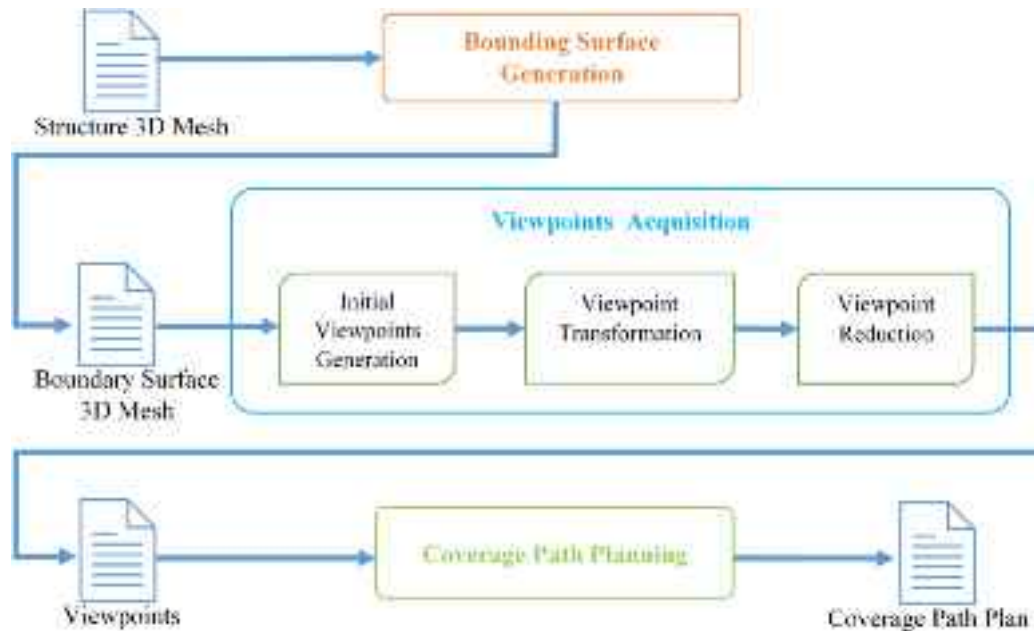 Bounding Surface
Generation
Structure 3D Mesh
Viewpoints Acquisition
Initial
Viewpoints
Generation
Viewpoint
Transformation
Viewpoint
Reduction
Boundary Surface
3D Mesh
Coverage Path Planning
Viewpoints
Coverage Path Plan